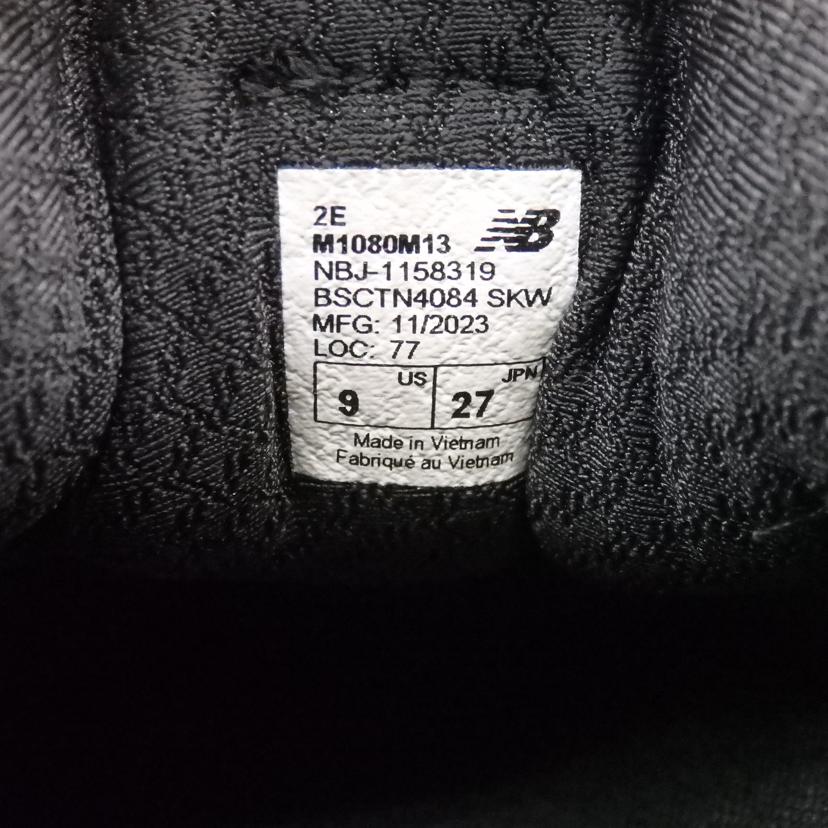 2E
NB
M1080M13
NBJ-1158319
BSCTN4084 SKW
MFG: 11/2023
LOC: 77
9 US 27 JPN
Made in Vietnam
Fabriqué au Vietnam